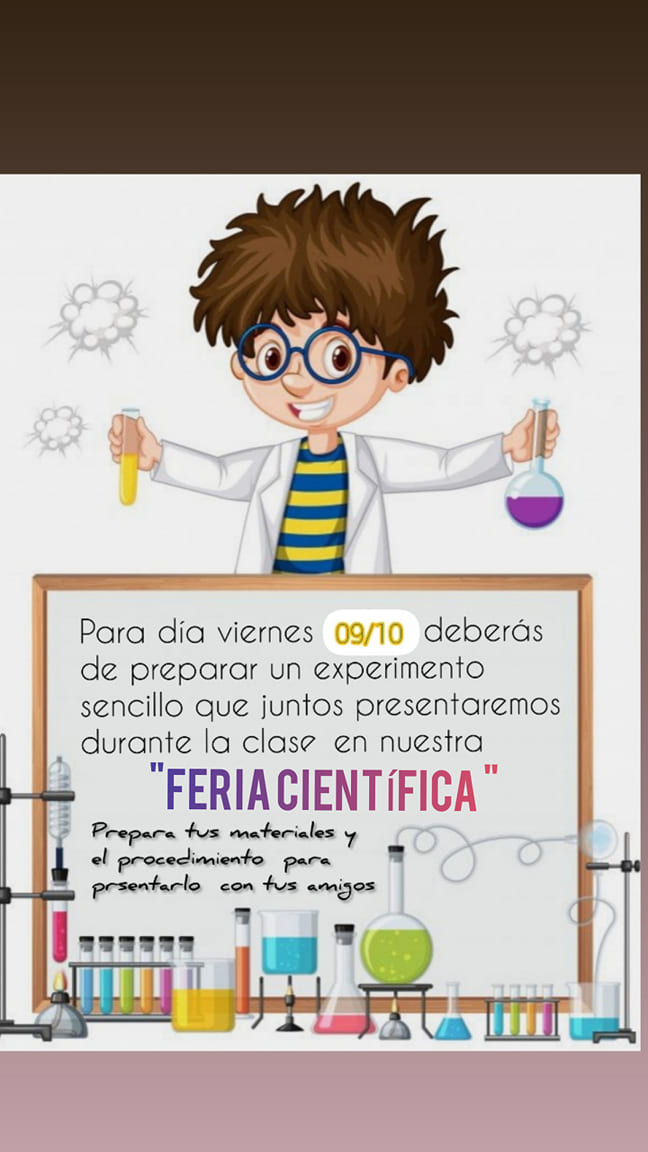 Para día viernes 09/10 deberás
de preparar un experimento
sencillo que juntos presentaremos
durante la clase en nuestra
"FERIA CIENTÍFICA"
Prepara tus materiales y
el procedimiento para
prsentarlo con tus amigos